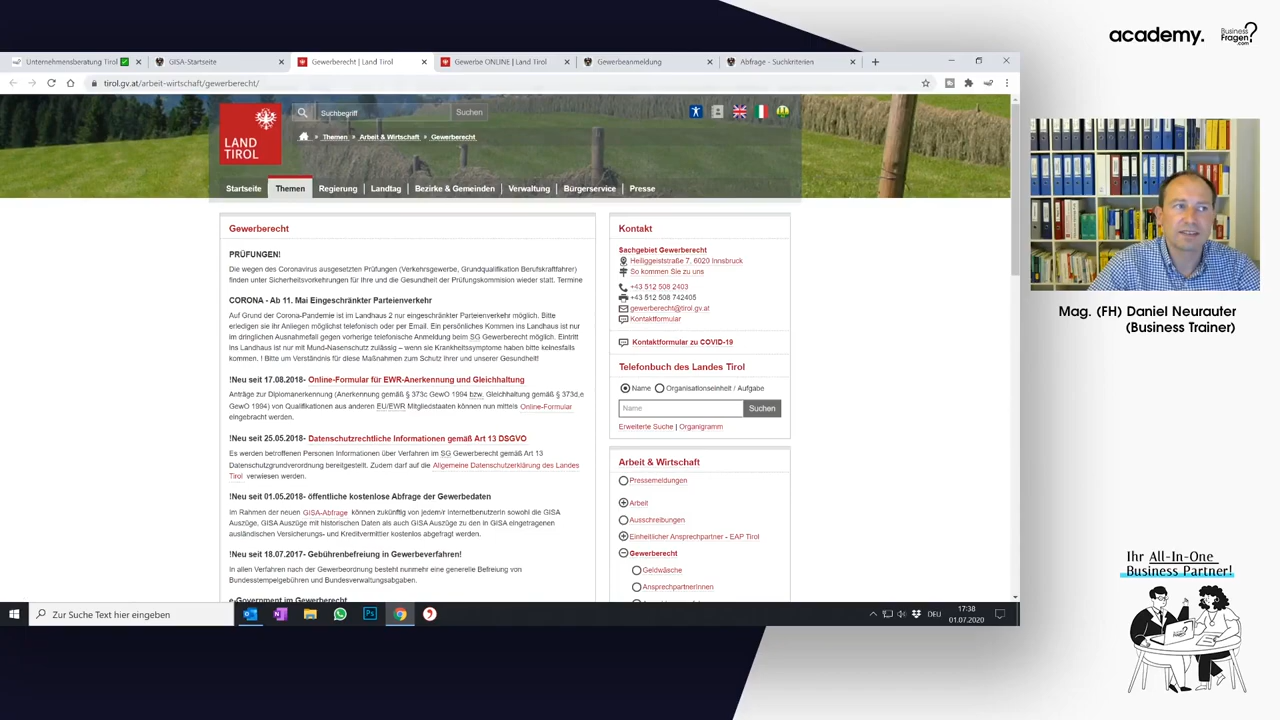 academy.
Business Fragen.com
Unternehmensberatung Tirol
GISA-Startseite
Gewerberecht | Land Tirol
Gewerbe ONLINE | Land Tirol
Gewerbeanmeldung
Abfrage - Suchkriterien
tirol.gv.at/arbeit-wirtschaft/gewerberecht/
LAND
TIROL
Suchbegriff
Suchen
» Themen » Arbeit & Wirtschaft » Gewerberecht
Startseite
Themen
Regierung
Landtag
Bezirke & Gemeinden
Verwaltung
Bürgerservice
Presse
Gewerberecht
PRÜFUNGEN!
Die wegen des Coronavirus ausgesetzten Prüfungen (Verkehrsgewerbe, Grundqualifikation Berufskraftfahrer)
finden unter Sicherheitsvorkehrungen für Ihre und die Gesundheit der Prüfungskommision wieder statt. Termine
CORONA - Ab 11. Mai Eingeschränkter Parteienverkehr
Auf Grund der Corona-Pandemie ist im Landhaus 2 nur eingeschränkter Parteienverkehr möglich. Bitte
erledigen sie ihr Anliegen möglichst telefonisch oder per Email. Ein persönliches Kommen ins Landhaus ist nur
im dringlichen Ausnahmefall gegen vorherige telefonische Anmeldung beim SG Gewerberecht möglich. Eintritt
ins Landhaus ist nur mit Mund-Nasenschutz zulässig – wenn sie Krankheitssymptome haben bitte keinesfalls
kommen. ! Bitte um Verständnis für diese Maßnahmen zum Schutz Ihrer und unserer Gesundheit!
!Neu seit 17.08.2018- Online-Formular für EWR-Anerkennung und Gleichhaltung
Anträge zur Diplomanerkennung (Anerkennung gemäß § 373c GewO 1994 bzw. Gleichhaltung gemäß § 373d,e
GewO 1994) von Qualifikationen aus anderen EU/EWR Mitgliedstaaten können nun mittels Online-Formular
eingebracht werden.
!Neu seit 25.05.2018- Datenschutzrechtliche Informationen gemäß Art 13 DSGVO
Es werden betroffenen Personen Informationen über Verfahren im SG Gewerberecht gemäß Art 13
Datenschutzgrundverordnung bereitgestellt. Zudem darf auf die Allgemeine Datenschutzerklärung des Landes
Tirol verwiesen werden.
!Neu seit 01.05.2018- öffentliche kostenlose Abfrage der Gewerbedaten
im Rahmen der neuen GISA-Abfrage können zukünftig von jedem/r InternetbenutzerIn sowohl die GISA
Auszüge, GISA Auszüge mit historischen Daten als auch GISA Auszüge zu den in GISA eingetragenen
ausländischen Versicherungs- und Kreditvermitler kostenlos abgefragt werden.
!Neu seit 18.07.2017- Gebührenbefreiung in Gewerbeverfahren!
In allen Verfahren nach der Gewerbeordnung besteht nunmehr eine generelle Befreiung von
Bundesstempelgebühren und Bundesverwaltungsabgaben.
e-Government im Gewerberecht
Kontakt
Sachgebiet Gewerberecht
Heiliggeiststraße 7, 6020 Innsbruck
So kommen Sie zu uns
+43 512 508 2403
+43 512 508 742405
gewerberecht@tirol.gv.at
Kontaktformular
Kontaktformular zu COVID-19
Telefonbuch des Landes Tirol
Name
Organisationseinheit / Aufgabe
Name
Suchen
Erweiterte Suche | Organigramm
Arbeit & Wirtschaft
Pressemeldungen
Arbeit
Ausschreibungen
Einheitlicher Ansprechpartner - EAP Tirol
Gewerberecht
Geldwäsche
AnsprechpartnerInnen
Zur Suche Text hier eingeben
DEU
17:38
01.07.2020
Mag. (FH) Daniel Neurauter
(Business Trainer)
Ihr All-In-One
Business Partner!